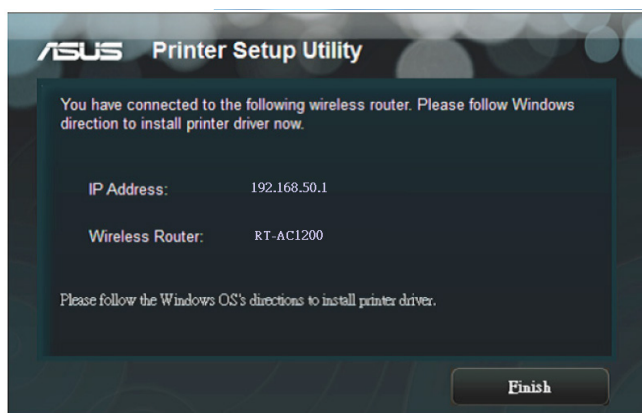 ASUS Printer Setup Utility
You have connected to the following wireless router. Please follow Windows
direction to install printer driver now.
IP Address: 192.168.50.1
Wireless Router: RT-AC1200
Please follow the Windows OS's directions to install printer driver.
Finish